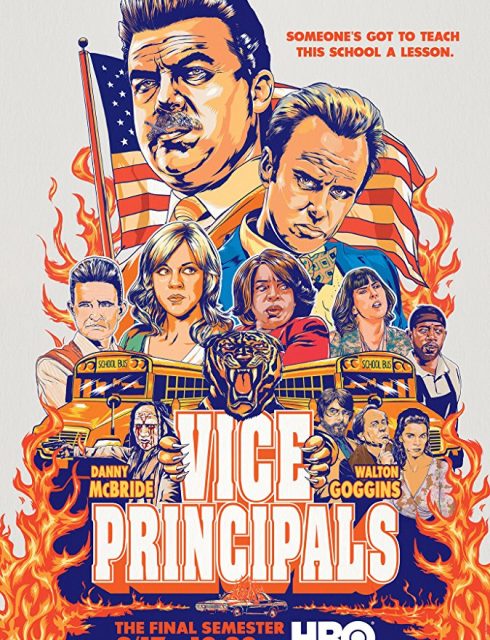 SOMEONE'S GOT TO TEACH
THIS SCHOOL A LESSON.
SCHOOL BUS
SCHOOL BUS
DANNY
McBRIDE
WALTON
GOGGINS
VICE
PRINCIPALS
THE FINAL SEMESTER
HBO